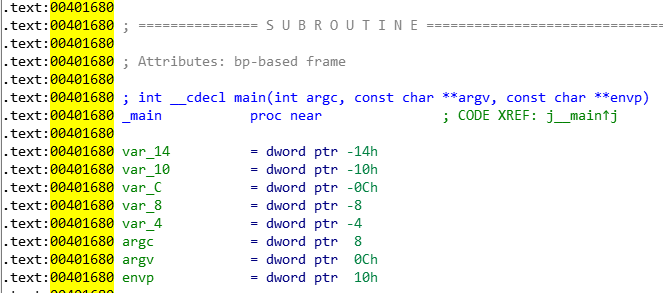 .text:00401680
.text:00401680 ; =============== S U B R O U T I N E =============================
.text:00401680
.text:00401680 ; Attributes: bp-based frame
.text:00401680
.text:00401680 ; int __cdecl main(int argc, const char **argv, const char **envp)
.text:00401680 _main proc near ; CODE XREF: j__main↑j
.text:00401680
.text:00401680 var_14 = dword ptr -14h
.text:00401680 var_10 = dword ptr -10h
.text:00401680 var_C = dword ptr -0Ch
.text:00401680 var_8 = dword ptr -8
.text:00401680 var_4 = dword ptr -4
.text:00401680 argc = dword ptr 8
.text:00401680 argv = dword ptr 0Ch
.text:00401680 envp = dword ptr 10h